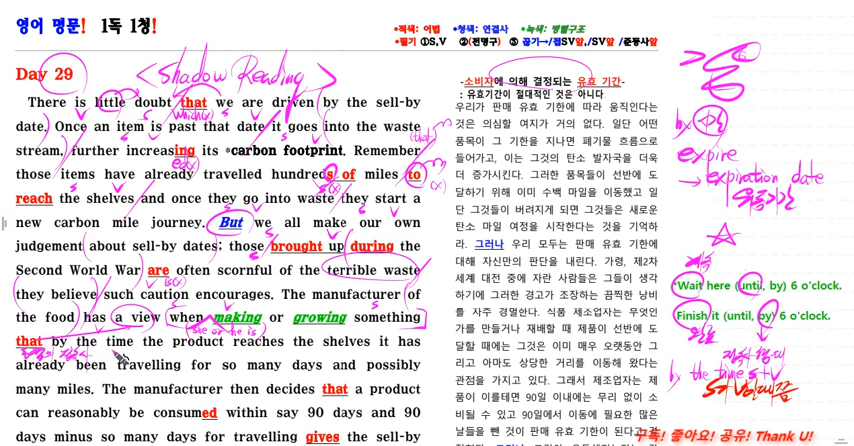 영어 명문! 1독 1청!
•적색: 어법 •청색: 연결사 •녹색: 병렬구조
•필기 ①S,V ②(전명구) ③ 끊기→/접SV앞,/SV앞 /준동사앞
Day 29
<Shadow Reading>
There is little doubt that we are driven by the sell-by
which(x)
date. Once an item is past that date it goes into the waste
stream, further increasing its *carbon footprint. Remember
ed(x)
(that)
those items have already travelled hundreds of miles to
s(x)
(x)
reach the shelves and once they go into waste they start a
new carbon mile journey. But we all make our own
judgement about sell-by dates; those brought up during the
Second World War are often scornful of the terrible waste
is(x)
they believe such caution encourages. The manufacturer of
the food has a view when making or growing something
she or he is
that by the time the product reaches the shelves it has
already been travelling for so many days and possibly
many miles. The manufacturer then decides that a product
can reasonably be consumed within say 90 days and 90
days minus so many days for travelling gives the sell-by
-소비자에 의해 결정되는 유효 기간-
: 유효기간이 절대적인 것은 아니다
우리가 판매 유효 기한에 따라 움직인다는
것은 의심할 여지가 거의 없다. 일단 어떤
품목이 그 기한을 지나면 폐기물 흐름으로
들어가고, 이는 그것의 탄소 발자국을 더욱
더 증가시킨다. 그러한 품목들이 선반에 도
달하기 위해 이미 수백 마일을 이동했고 일
단 그것들이 버려지게 되면 그것들은 새로운
탄소 마일 여정을 시작한다는 것을 기억하
라. 그러나 우리 모두는 판매 유효 기한에
대해 자신만의 판단을 내린다. 가령, 제2차
세계 대전 중에 자란 사람들은 그들이 생각
하기에 그러한 경고가 조장하는 끔찍한 낭비
를 자주 경멸한다. 식품 제조업자는 무엇인
가를 만들거나 재배할 때 제품이 선반에 도
달할 때에는 그것은 이미 매우 오랫동안 그
리고 아마도 상당한 거리를 이동해 왔다는
관점을 가지고 있다. 그래서 제조업자는 제
품이 이를테면 90일 이내에는 무리 없이 소
비될 수 있고 90일에서 이동에 필요한 많은
날들을 뺀 것이 판매 유효 기한이 된다고 결
by
expire
→ expiration date
유통기간
•Wait here (until, by) 6 o'clock.
Finish it (until, by) 6 o'clock.
완료
by the time S+V
S+V할때쯤
구독! 좋아요! 공유! Thank U!